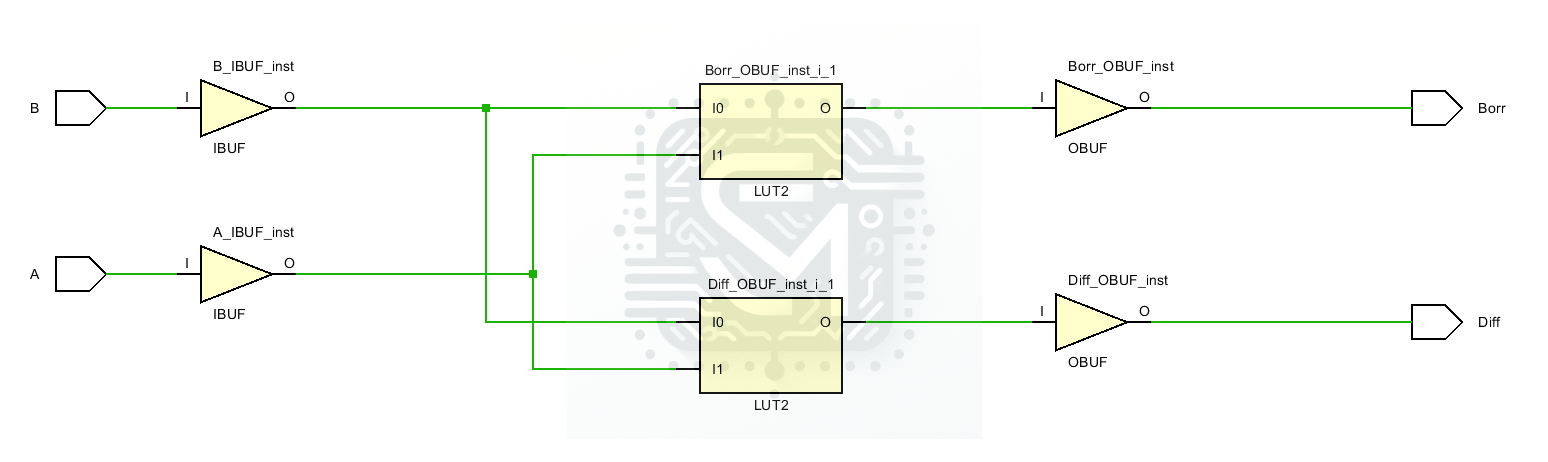 B_IBUF_inst
Borr_OBUF_inst_i_1
Borr_OBUF_inst
B
I
O
I0
O
I
O
Borr
IBUF
I1
OBUF
LUT2
A_IBUF_inst
A
I
O
Diff_OBUF_inst_i_1
Diff_OBUF_inst
IBUF
I0
O
I
O
Diff
I1
OBUF
LUT2